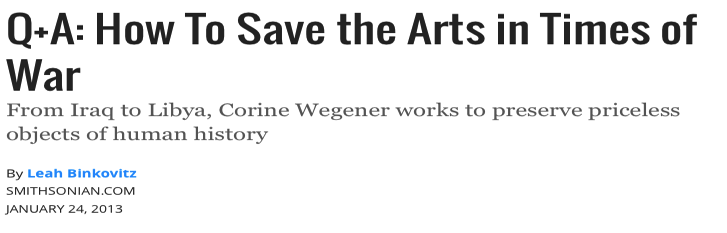 Q+A: How To Save the Arts in Times of
War
From Iraq to Libya, Corine Wegener works to preserve priceless
objects of human history
By Leah Binkovitz
SMITHSONIAN.COM
JANUARY 24, 2013